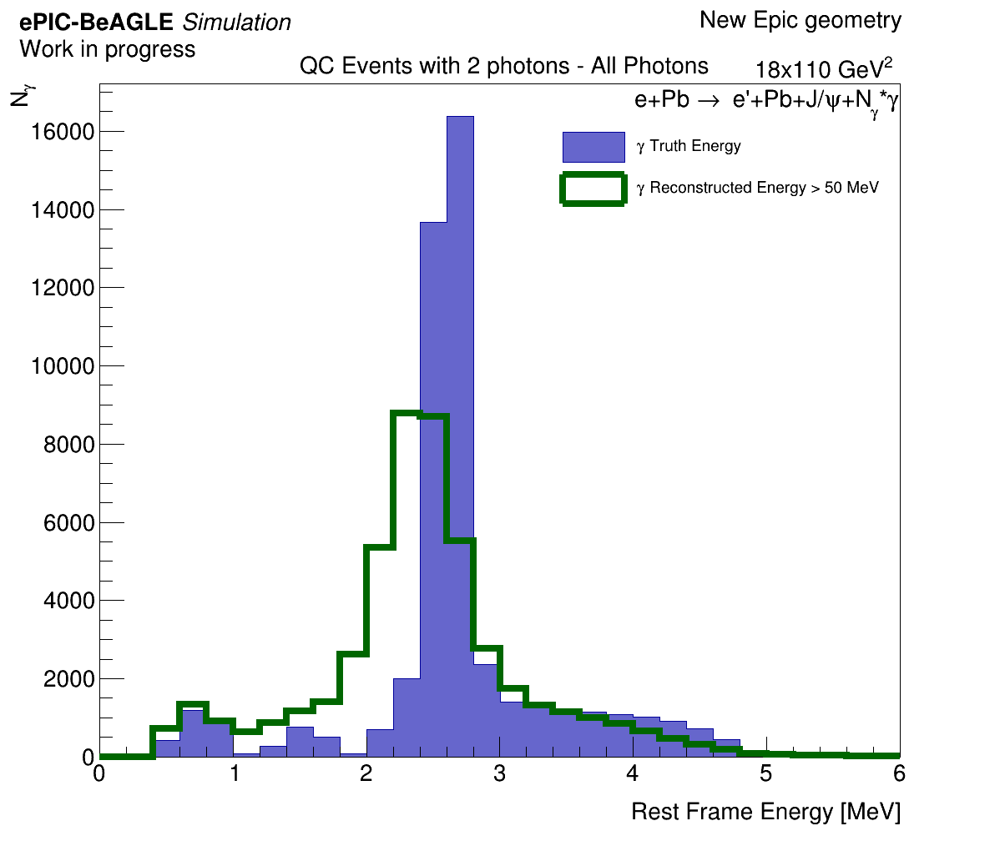 ePIC-BeAGLE Simulation
New Epic geometry
Work in progress
QC Events with 2 photons - All Photons
18x110 GeV²
Nγ
e+Pb → e'+Pb+J/ψ+Nγ*γ
γ Truth Energy
γ Reconstructed Energy > 50 MeV
16000
14000
12000
10000
8000
6000
4000
2000
0
0 1 2 3 4 5 6
Rest Frame Energy [MeV]